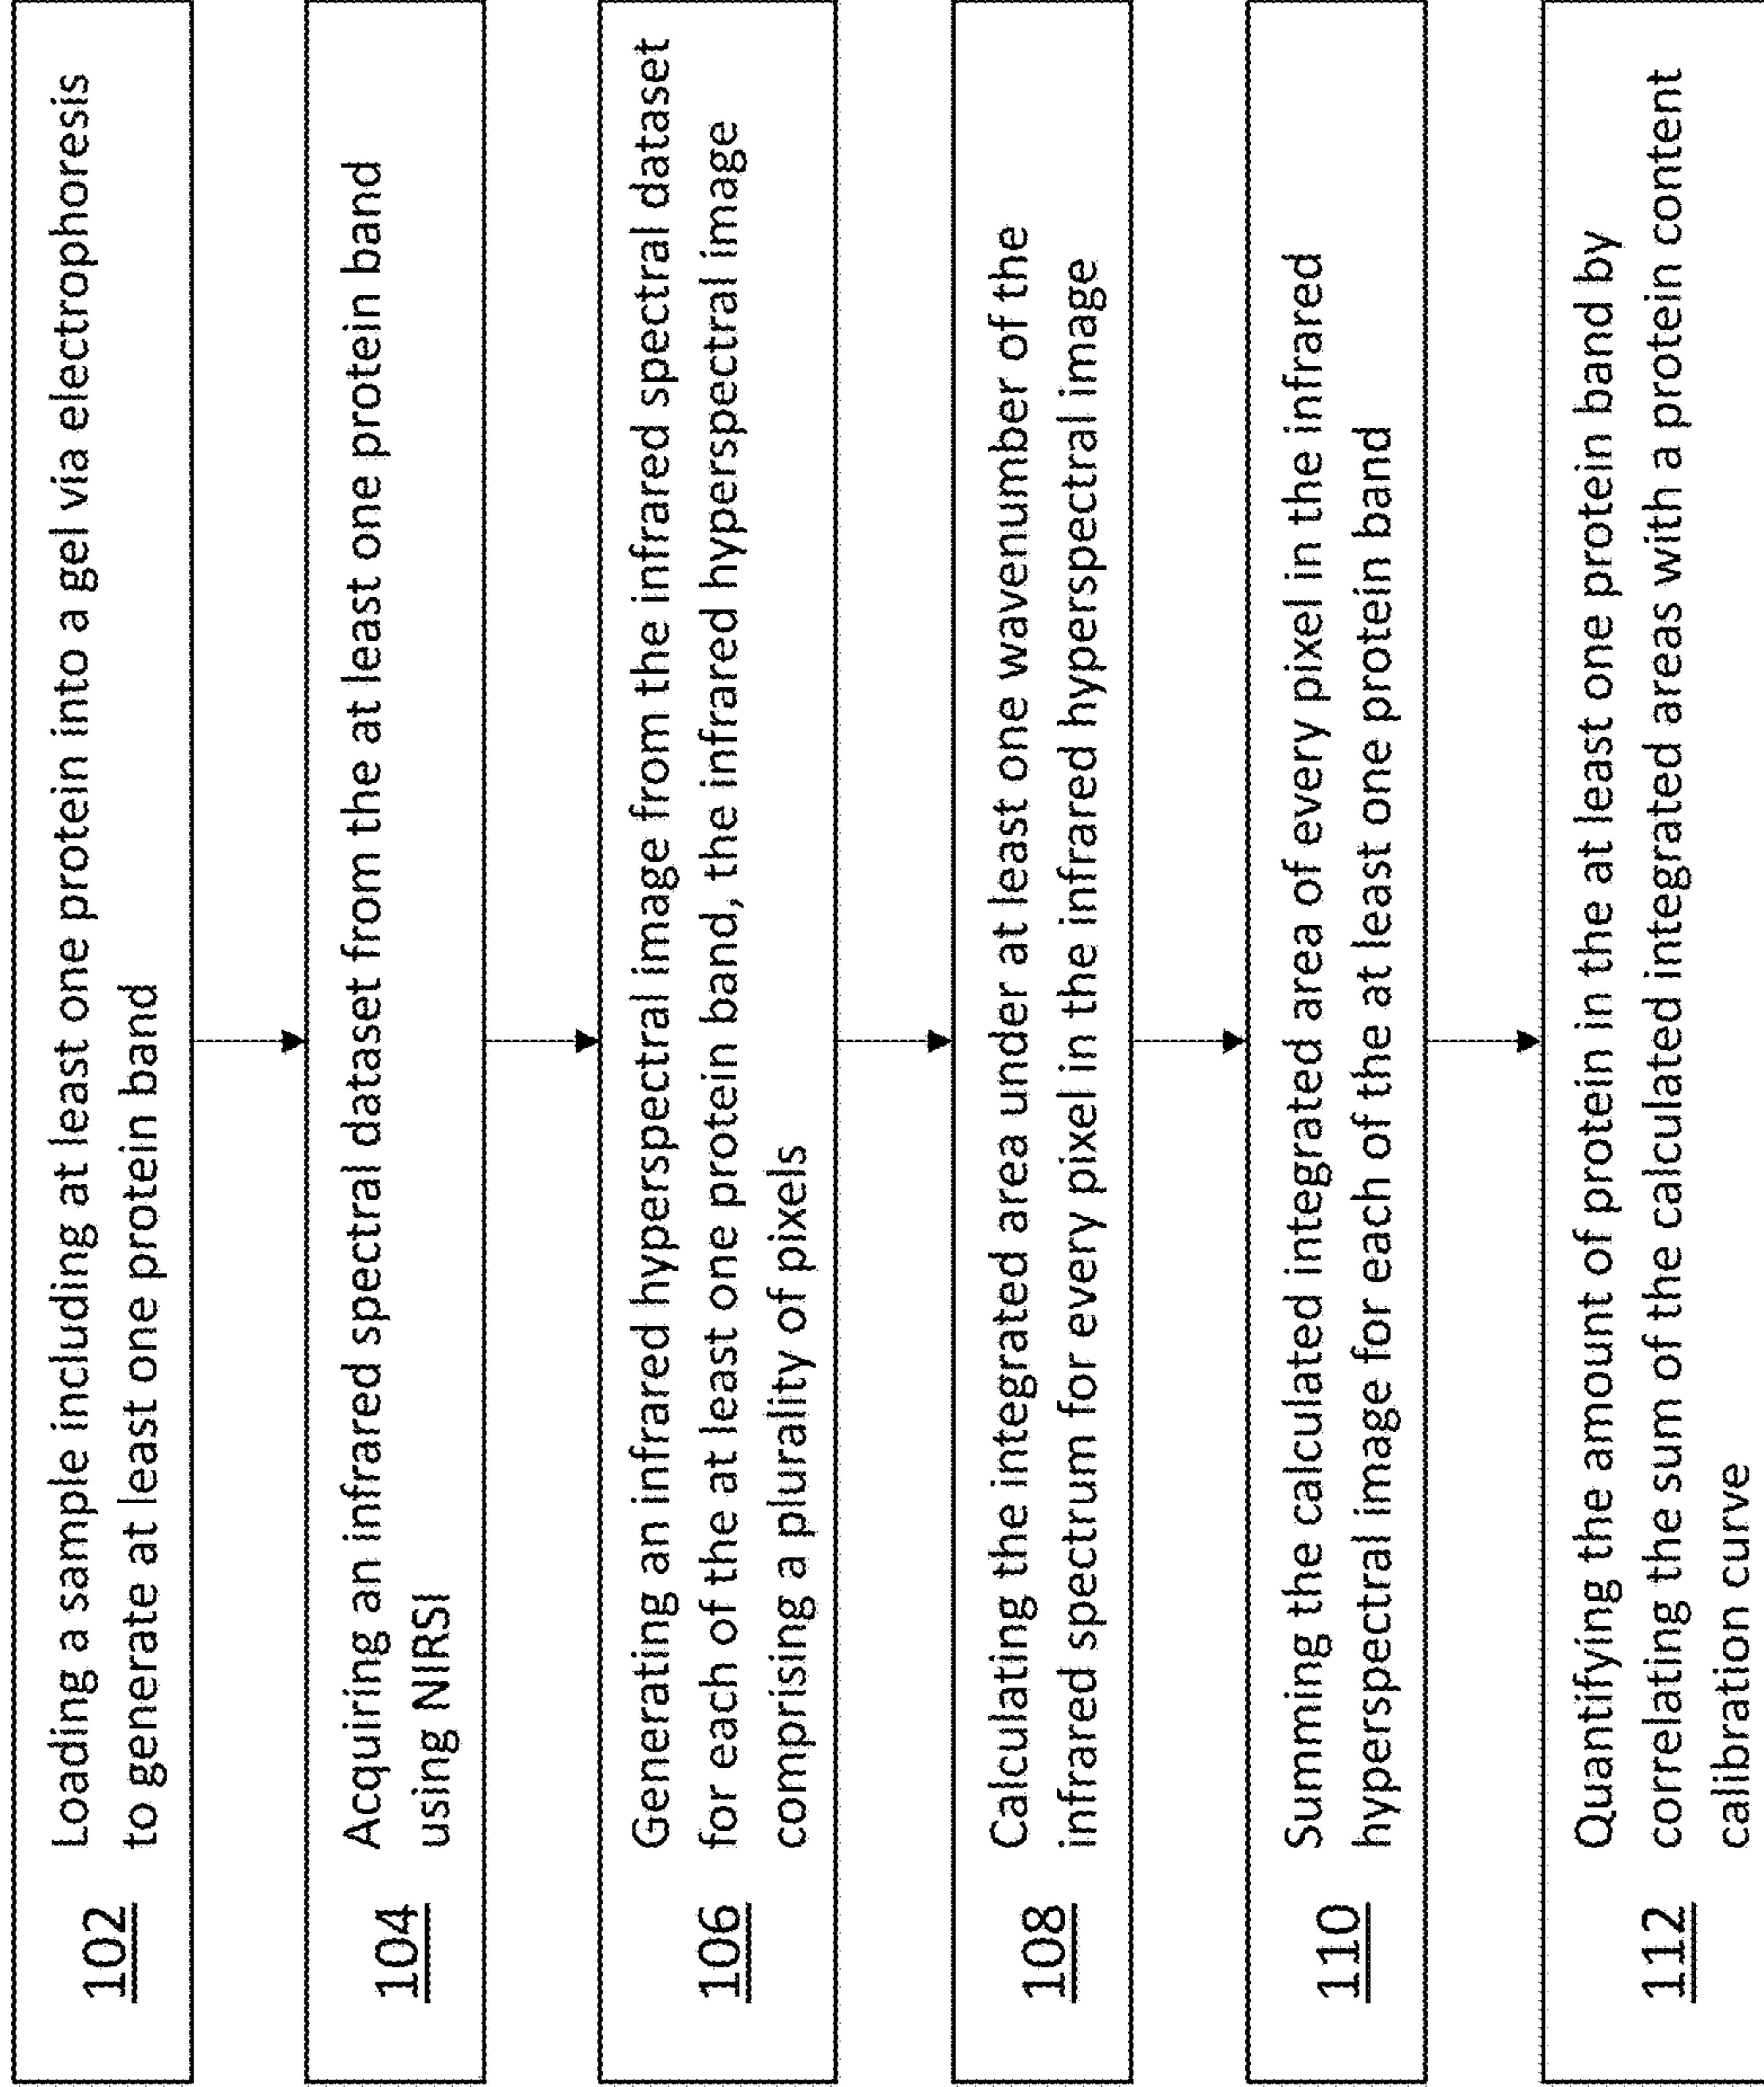 102
Loading a sample including at least one protein into a gel via electrophoresis
to generate at least one protein band
104
Acquiring an infrared spectral dataset from the at least one protein band
using NIRSI
106
Generating an infrared hyperspectral image from the infrared spectral dataset
for each of the at least one protein band, the infrared hyperspectral image
comprising a plurality of pixels
108
Calculating the integrated area under at least one wavenumber of the
infrared spectrum for every pixel in the infrared hyperspectral image
110
Summing the calculated integrated area of every pixel in the infrared
hyperspectral image for each of the at least one protein band
112
Quantifying the amount of protein in the at least one protein band by
correlating the sum of the calculated integrated areas with a protein content
calibration curve